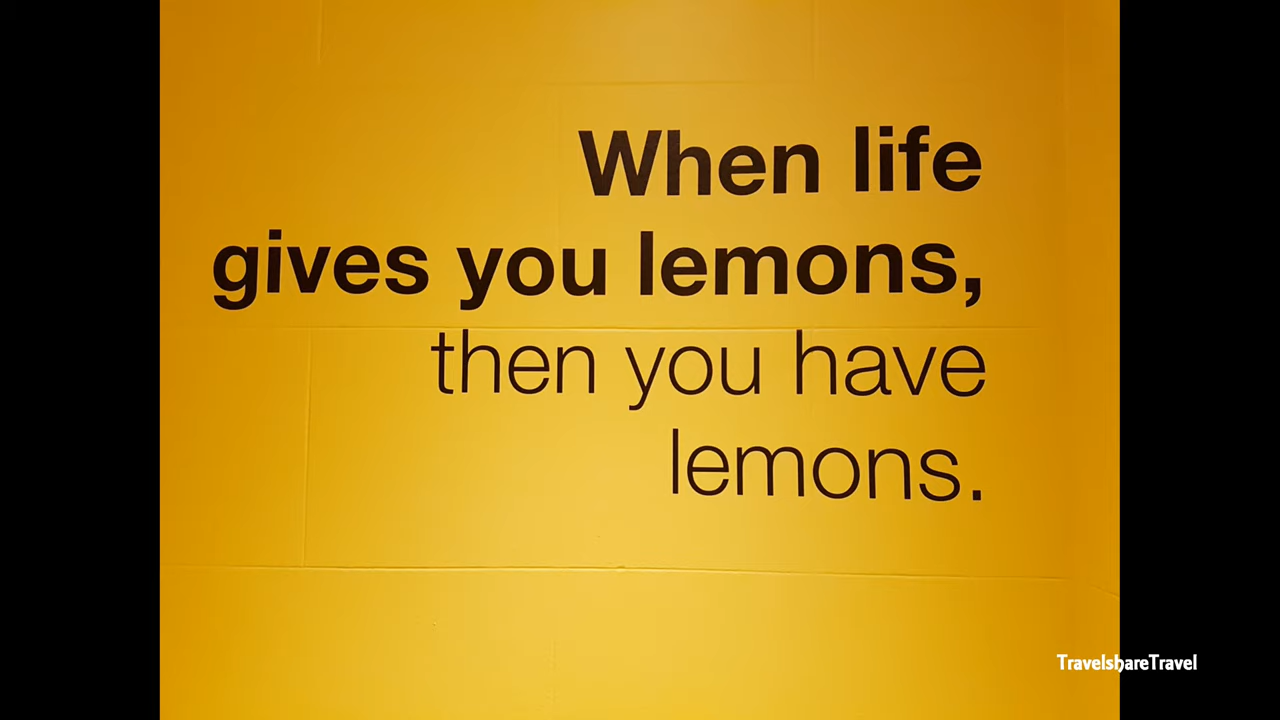 When life
gives you lemons,
then you have
lemons.
TravelshareTravel